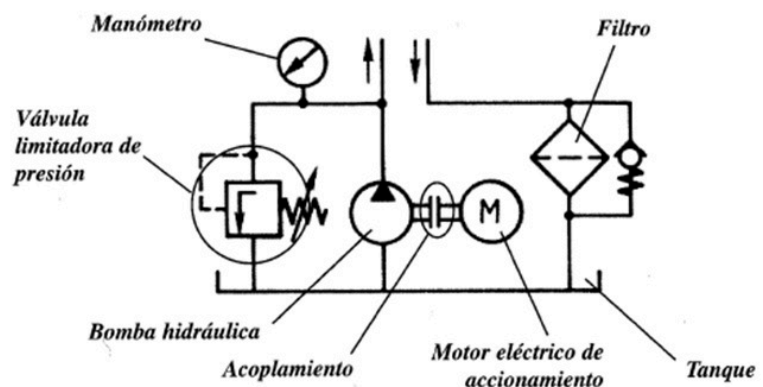 Manómetro
Filtro
Válvula
limitadora de
presión
M
Bomba hidráulica
Acoplamiento
Motor eléctrico de
accionamiento
Tanque